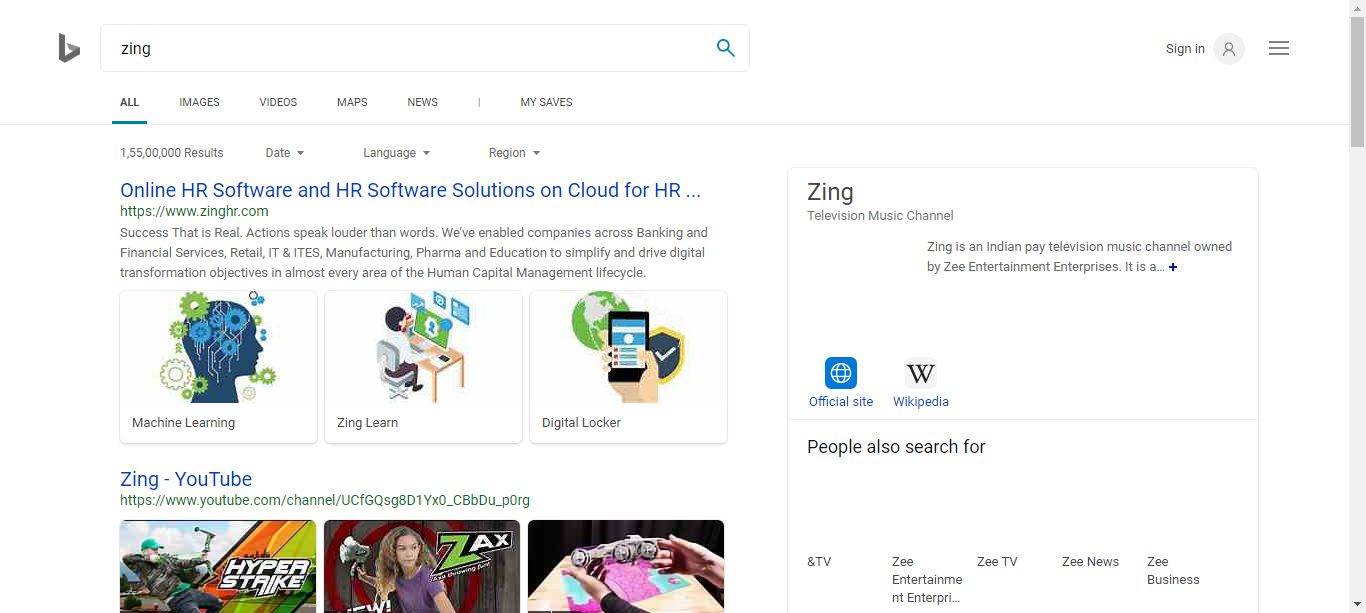 zing
Sign in
ALL IMAGES VIDEOS MAPS NEWS | MY SAVES
1,55,00,000 Results Date Language Region
Online HR Software and HR Software Solutions on Cloud for HR ...
https://www.zinghr.com
Success That is Real. Actions speak louder than words. We've enabled companies across Banking and
Financial Services, Retail, IT & ITES, Manufacturing, Pharma and Education to simplify and drive digital
transformation objectives in almost every area of the Human Capital Management lifecycle.
Machine Learning
Zing Learn
Digital Locker
Zing - YouTube
https://www.youtube.com/channel/UCfGQsg8D1Yx0_CBbDu_p0rg
HYPER
STRIKE
ZAX
Axe throwing fun!
NEW!
Zing
Television Music Channel
Zing is an Indian pay television music channel owned
by Zee Entertainment Enterprises. It is a... +
Official site
W
Wikipedia
People also search for
&TV
Zee
Entertainme
nt Enterpri...
Zee TV
Zee News
Zee
Business